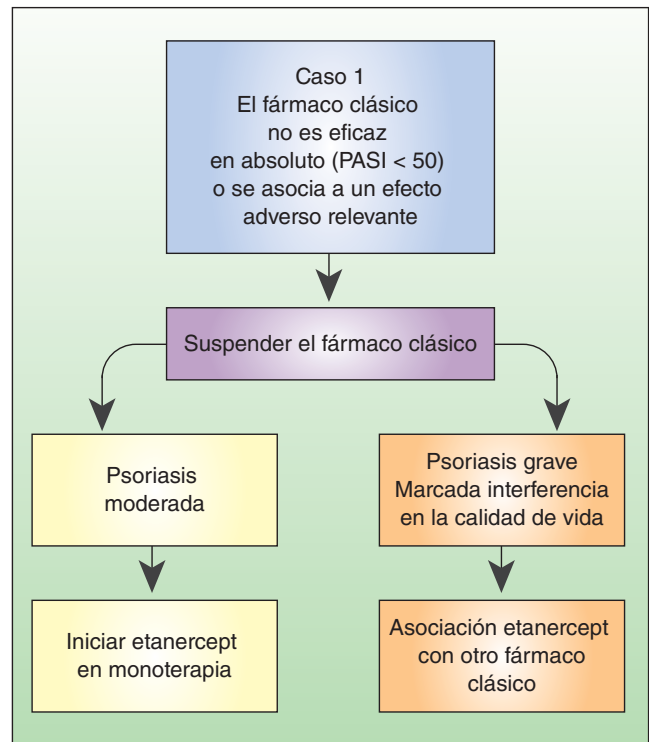 Caso 1
El fármaco clásico
no es eficaz
en absoluto (PASI < 50)
o se asocia a un efecto
adverso relevante
Suspender el fármaco clásico
Psoriasis
moderada
Psoriasis grave
Marcada interferencia
en la calidad de vida
Iniciar etanercept
en monoterapia
Asociación etanercept
con otro fármaco
clásico